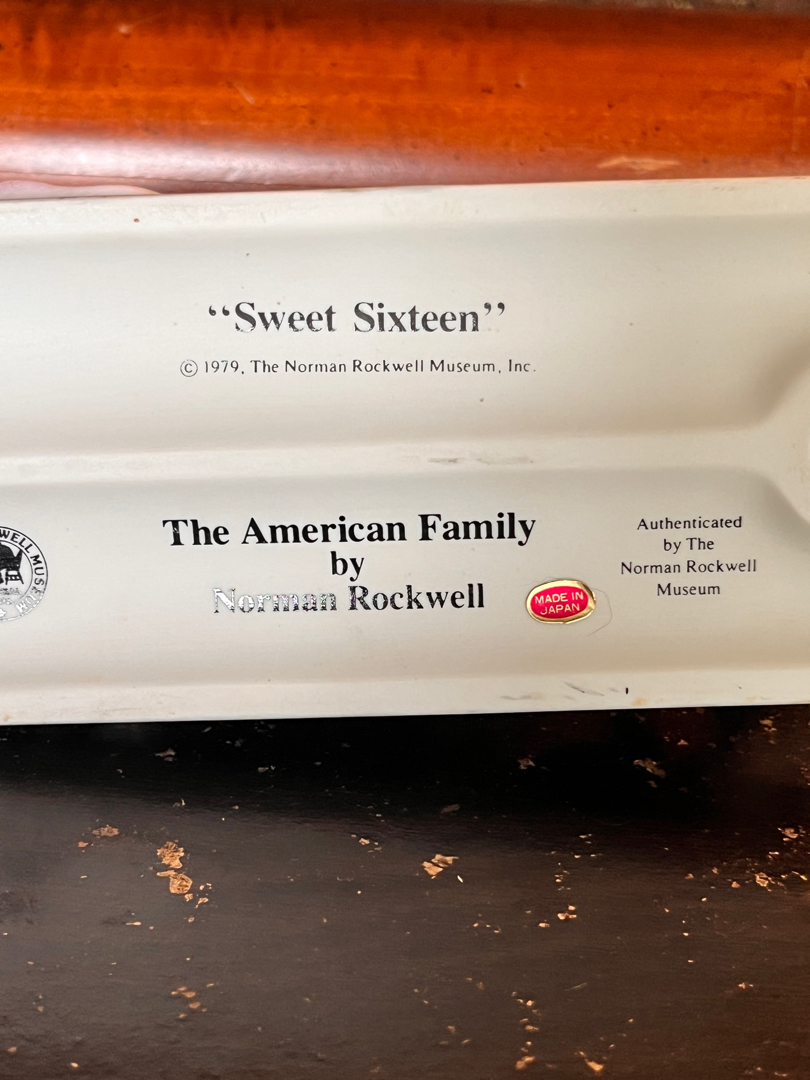 “Sweet Sixteen”
© 1979, The Norman Rockwell Museum, Inc.
The American Family
by
Norman Rockwell
MADE IN
JAPAN
Authenticated
by The
Norman Rockwell
Museum